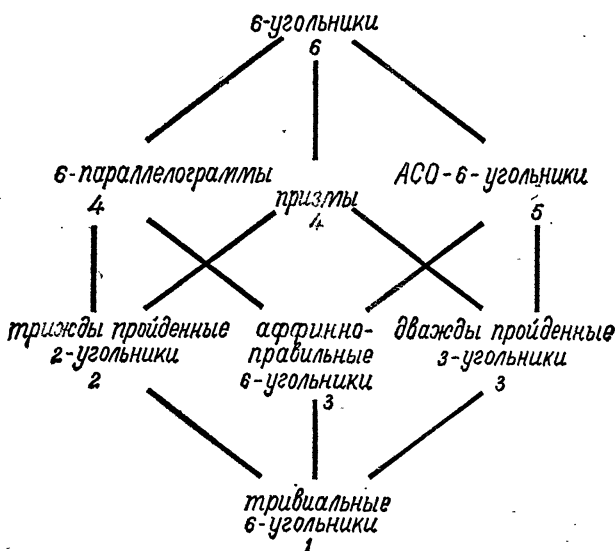 6-угольники
6
6-параллелограммы
4
призмы
4
АСО-6-угольники
5
трижды пройденные
2-угольники
2
аффинно-
правильные
6-угольники
3
дважды пройденные
3-угольники
3
тривиальные
6-угольники
1